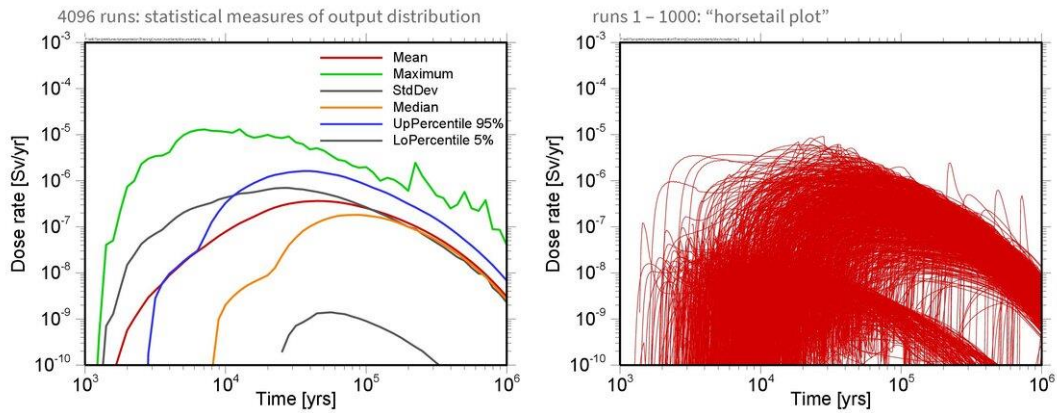 4096 runs: statistical measures of output distribution
10^-3
10^-4
10^-5
10^-6
10^-7
10^-8
10^-9
10^-10
Dose rate [Sv/yr]
Mean
Maximum
StdDev
Median
UpPercentile 95%
LoPercentile 5%
10^3
10^4
10^5
10^6
Time [yrs]
runs 1 – 1000: “horsetail plot”
10^-3
10^-4
10^-5
10^-6
10^-7
10^-8
10^-9
10^-10
Dose rate [Sv/yr]
10^3
10^4
10^5
10^6
Time [yrs]